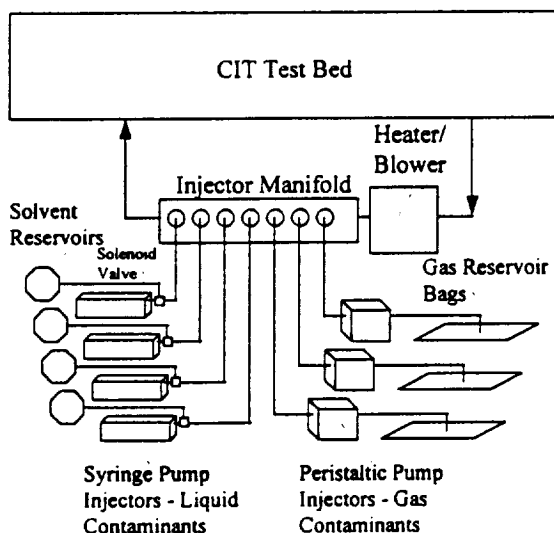 CIT Test Bed
Heater/
Blower
Injector Manifold
Solvent
Reservoirs
Solenoid
Valve
Gas Reservoir
Bags
Syringe Pump
Injectors - Liquid
Contaminants
Peristaltic Pump
Injectors - Gas
Contaminants